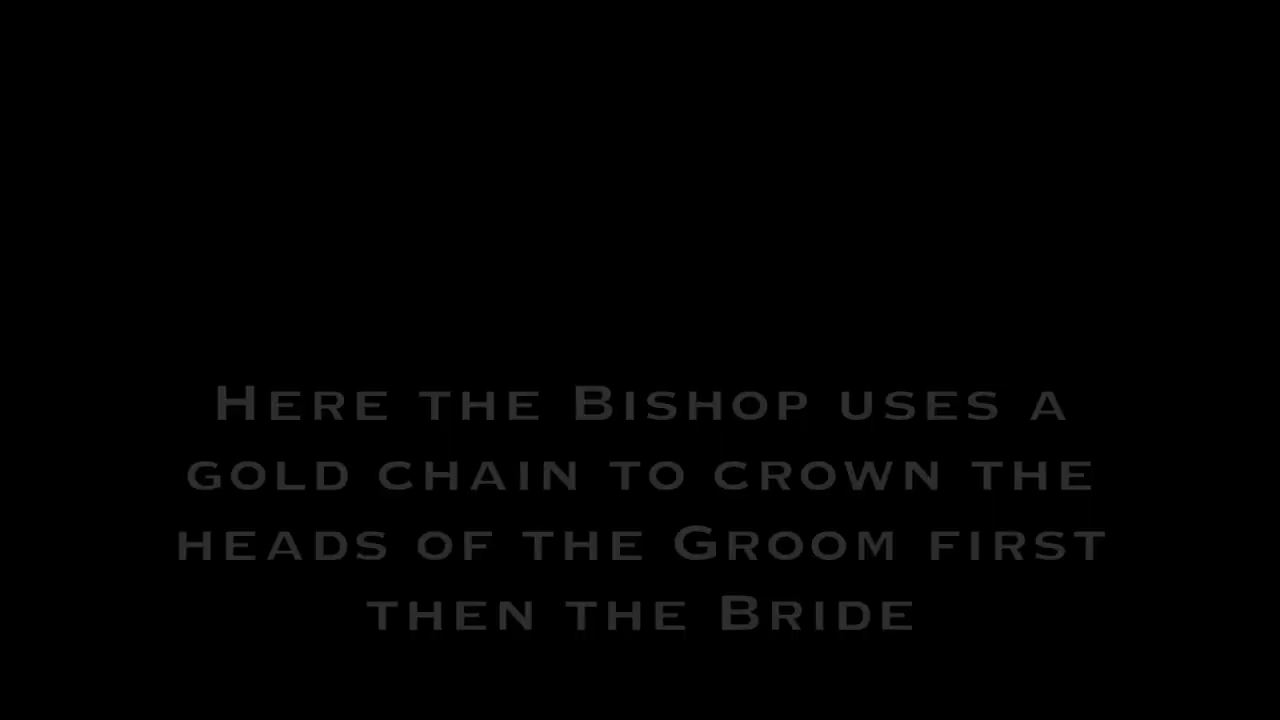 Here the Bishop uses a
gold chain to crown the
heads of the Groom first
then the Bride